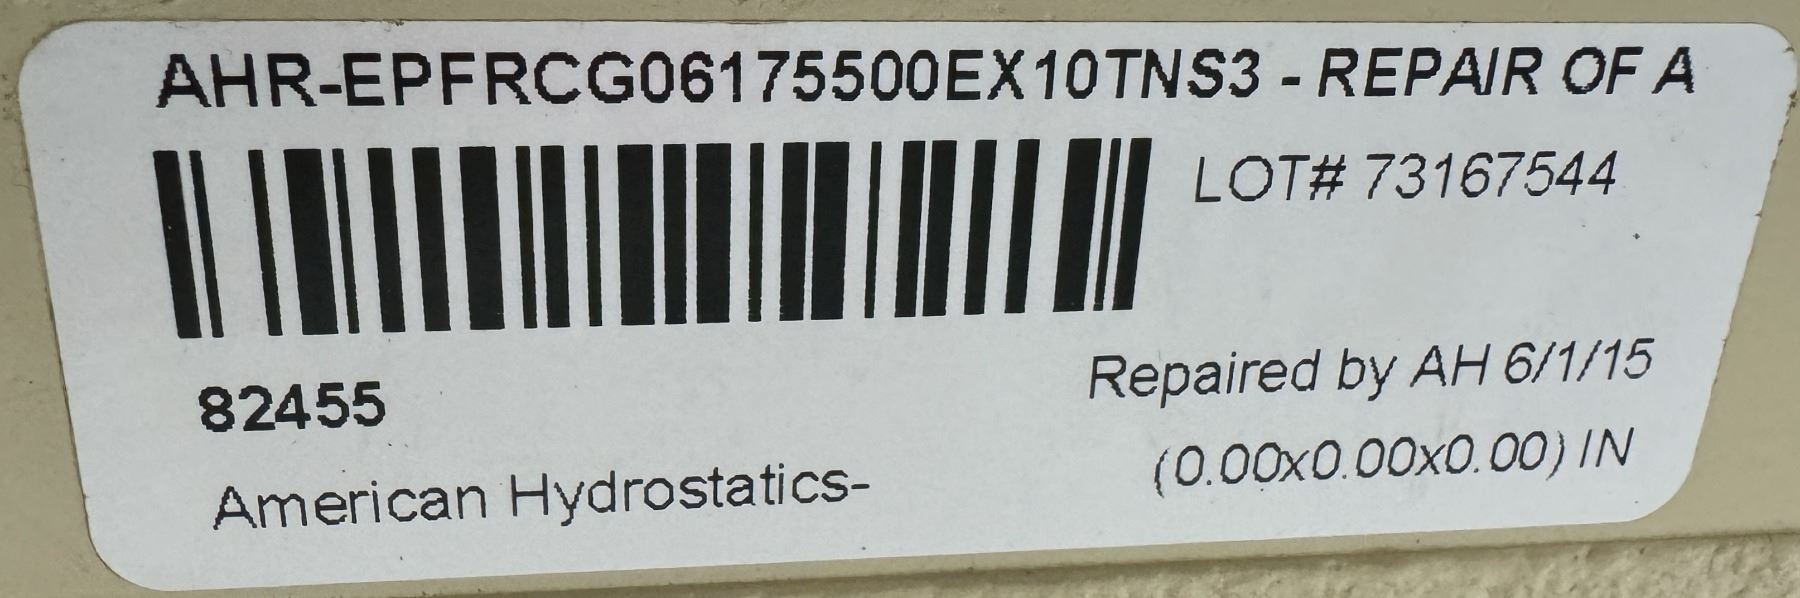 AHR-EPFRCG06175500EX10TNS3 - REPAIR OF A
LOT# 73167544
82455
Repaired by AH 6/1/15
American Hydrostatics-
(0.00x0.00x0.00) IN